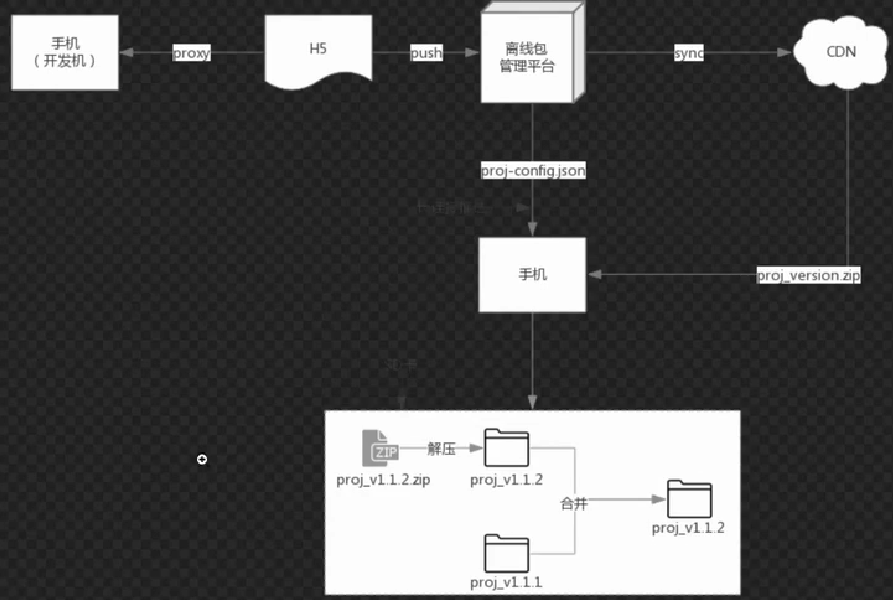 手机
（开发机）
proxy
H5
push
离线包
管理平台
sync
CDN
proj-config.json
手机
proj_version.zip
ZIP
解压
proj_v1.1.2.zip
proj_v1.1.2
合并
proj_v1.1.2
proj_v1.1.1